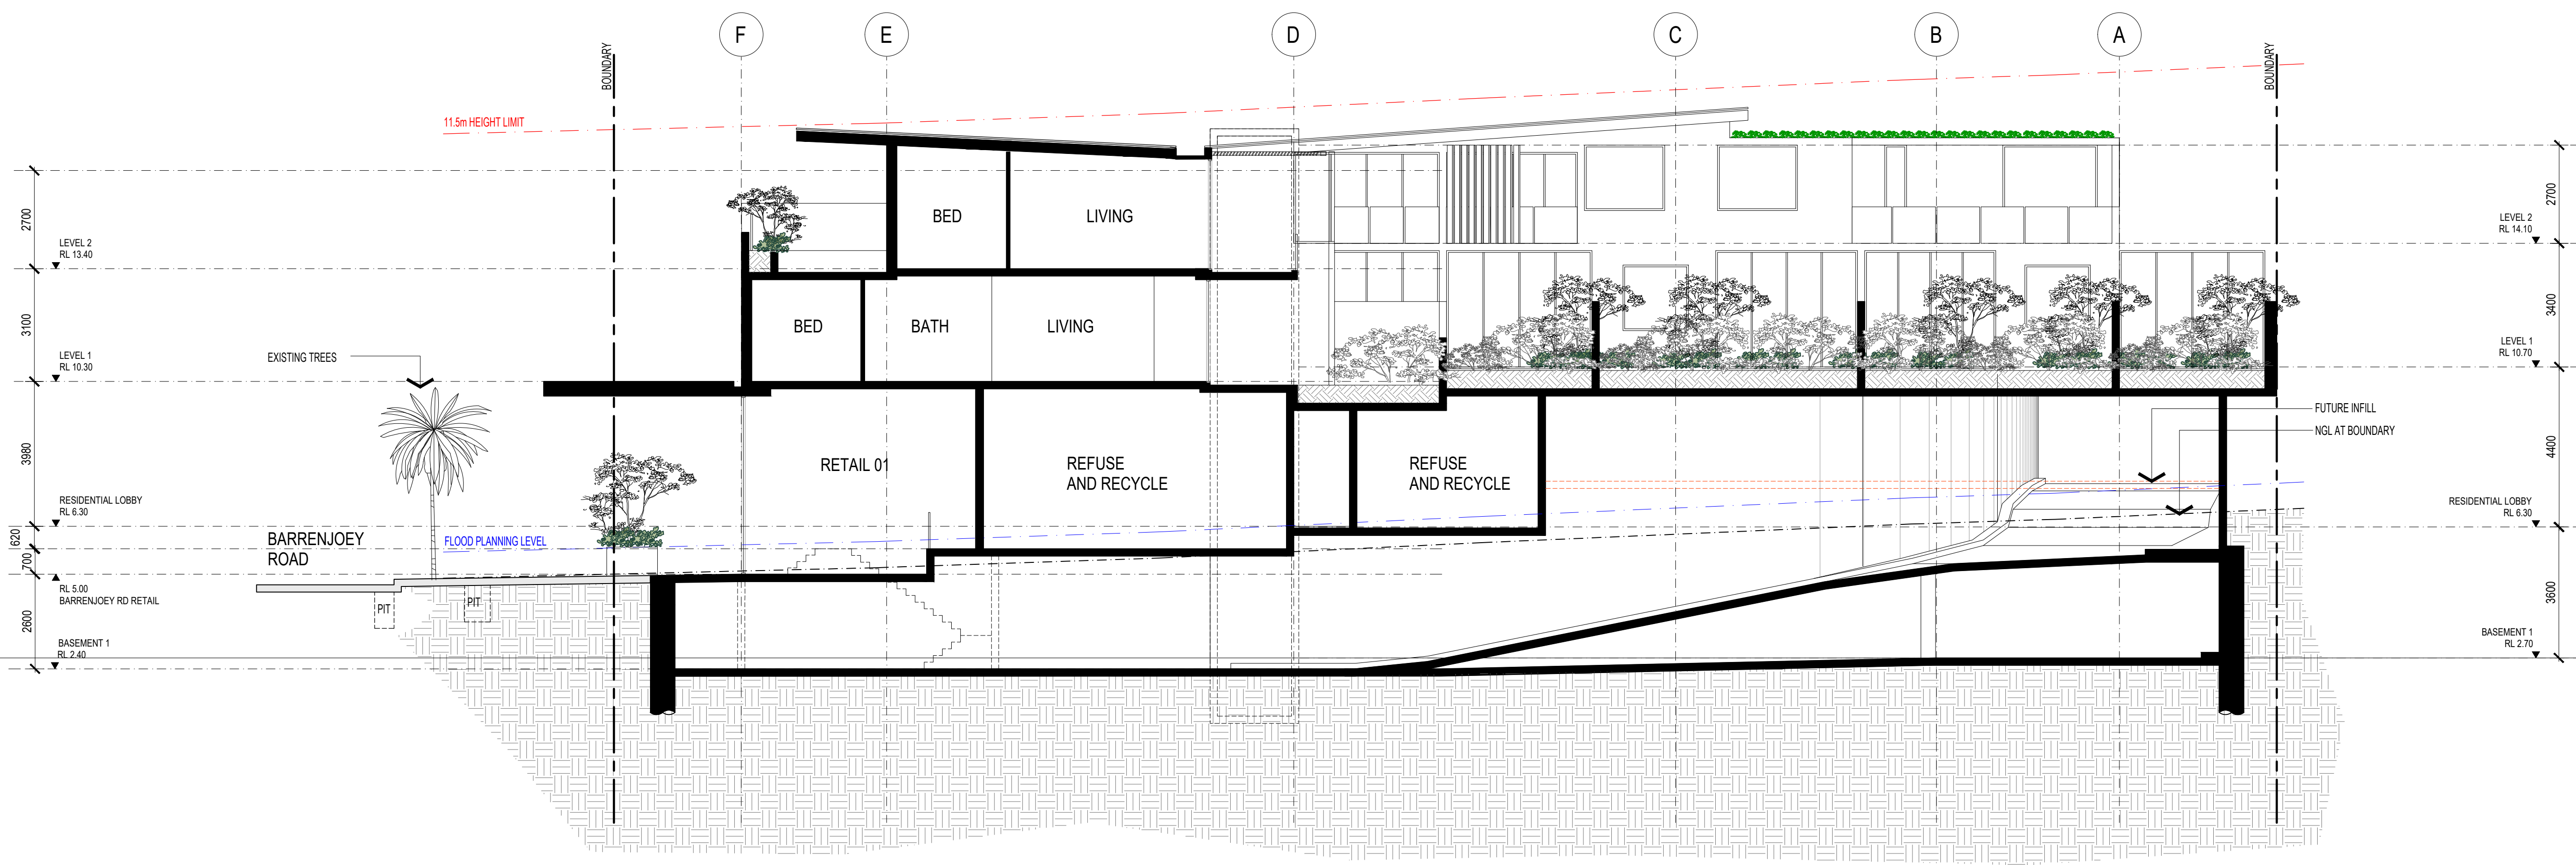 F
E
D
C
B
A
BOUNDARY
BOUNDARY
11.5m HEIGHT LIMIT
2700
2700
BED
LIVING
LEVEL 2
RL 13.40
LEVEL 2
RL 14.10
3100
3400
BED
BATH
LIVING
LEVEL 1
RL 10.30
LEVEL 1
RL 10.70
EXISTING TREES
FUTURE INFILL
NGL AT BOUNDARY
3980
4400
RETAIL 01
REFUSE
AND RECYCLE
REFUSE
AND RECYCLE
RESIDENTIAL LOBBY
RL 6.30
RESIDENTIAL LOBBY
RL 6.30
620
BARRENJOEY
ROAD
FLOOD PLANNING LEVEL
700
RL 5.00
BARRENJOEY RD RETAIL
PIT
PIT
2600
3600
BASEMENT 1
RL 2.40
BASEMENT 1
RL 2.70